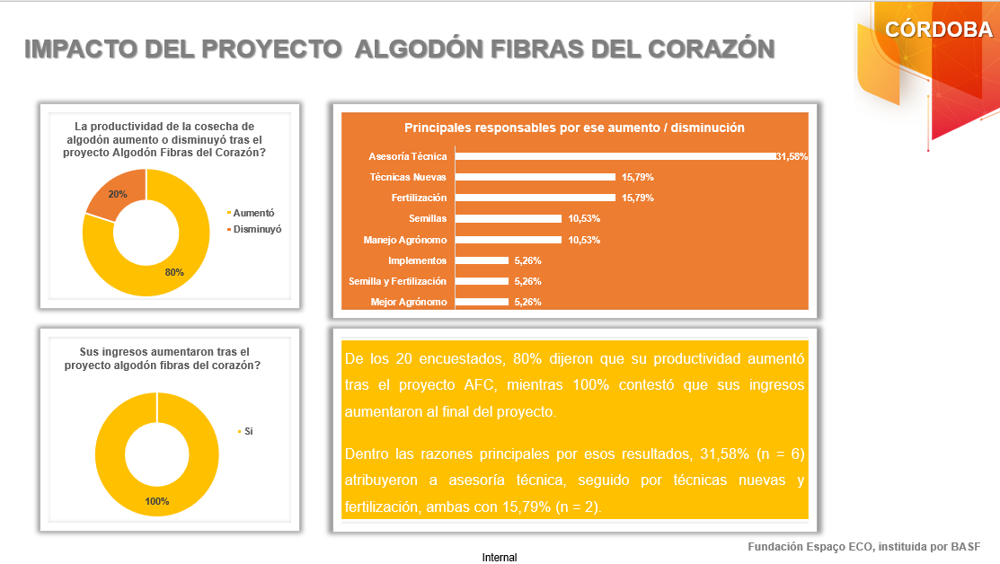 CÓRDOBA
IMPACTO DEL PROYECTO ALGODÓN FIBRAS DEL CORAZÓN
La productividad de la cosecha de
algodón aumento o disminuyó tras el
proyecto Algodón Fibras del Corazón?
20%
80%
Aumentó
Disminuyó
Principales responsables por ese aumento / disminución
Asesoría Técnica 31,58%
Técnicas Nuevas 15,79%
Fertilización 15,79%
Semillas 10,53%
Manejo Agrónomo 10,53%
Implementos 5,26%
Semilla y Fertilización 5,26%
Mejor Agrónomo 5,26%
Sus ingresos aumentaron tras el
proyecto algodón fibras del corazón?
Si
100%
De los 20 encuestados, 80% dijeron que su productividad aumentó
tras el proyecto AFC, mientras 100% contestó que sus ingresos
aumentaron al final del proyecto.
Dentro las razones principales por esos resultados, 31,58% (n = 6)
atribuyeron a asesoría técnica, seguido por técnicas nuevas y
fertilización, ambas con 15,79% (n = 2).
Fundación Espaço ECO, instituida por BASF
Internal